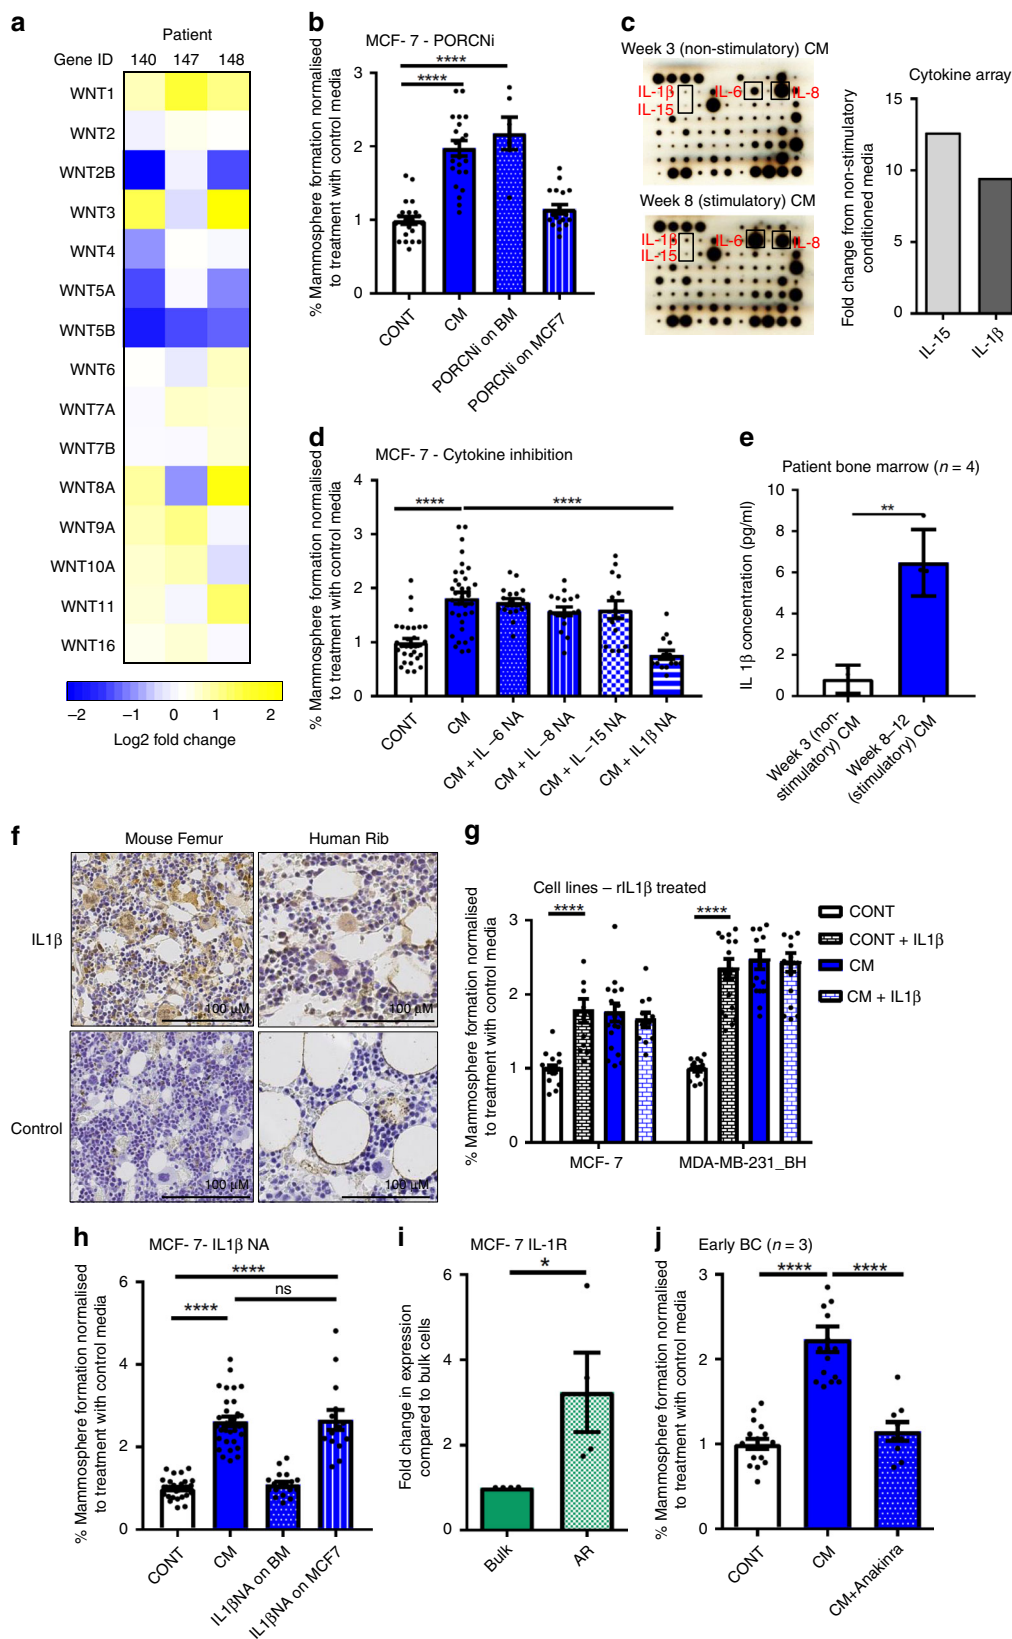 a
Patient
Gene ID 140 147 148
WNT1
WNT2
WNT2B
WNT3
WNT4
WNT5A
WNT5B
WNT6
WNT7A
WNT7B
WNT8A
WNT9A
WNT10A
WNT11
WNT16
−2 −1 0 1 2
Log2 fold change
b
MCF- 7 - PORCNi
% Mammosphere formation normalised
to treatment with control media
3
2
1
0
****
****
CONT
CM
PORCNi on BM
PORCNi on MCF7
c
Week 3 (non-stimulatory) CM
IL-1β
IL-15
IL-6
IL-8
Week 8 (stimulatory) CM
IL-1β
IL-15
IL-6
IL-8
Cytokine array
Fold change from non-stimulatory
conditioned media
15
10
5
0
IL-15
IL-1β
d
MCF- 7 - Cytokine inhibition
% Mammosphere formation normalised
to treatment with control media
4
3
2
1
0
****
****
CONT
CM
CM + IL −6 NA
CM + IL −8 NA
CM + IL −15 NA
CM + IL1β NA
e
Patient bone marrow (n = 4)
IL 1β concentration (pg/ml)
10
8
6
4
2
0
**
Week 3 (non-
stimulatory) CM
Week 8–12
(stimulatory) CM
f
Mouse Femur
Human Rib
IL1β
100 μM
100 μM
Control
100 μM
100 μM
g
Cell lines – rIL1β treated
% Mammosphere formation normalised
to treatment with control media
3
2
1
0
****
****
MCF- 7
MDA-MB-231_BH
CONT
CONT + IL1β
CM
CM + IL1β
h
MCF- 7- IL1β NA
% Mammosphere formation normalised
to treatment with control media
6
4
2
0
****
ns
****
CONT
CM
IL1βNA on BM
IL1βNA on MCF7
i
MCF- 7 IL-1R
Fold change in expression
compared to bulk cells
6
4
2
0
*
Bulk
AR
j
Early BC (n = 3)
% Mammosphere formation normalised
to treatment with control media
3
2
1
0
****
****
CONT
CM
CM+Anakinra